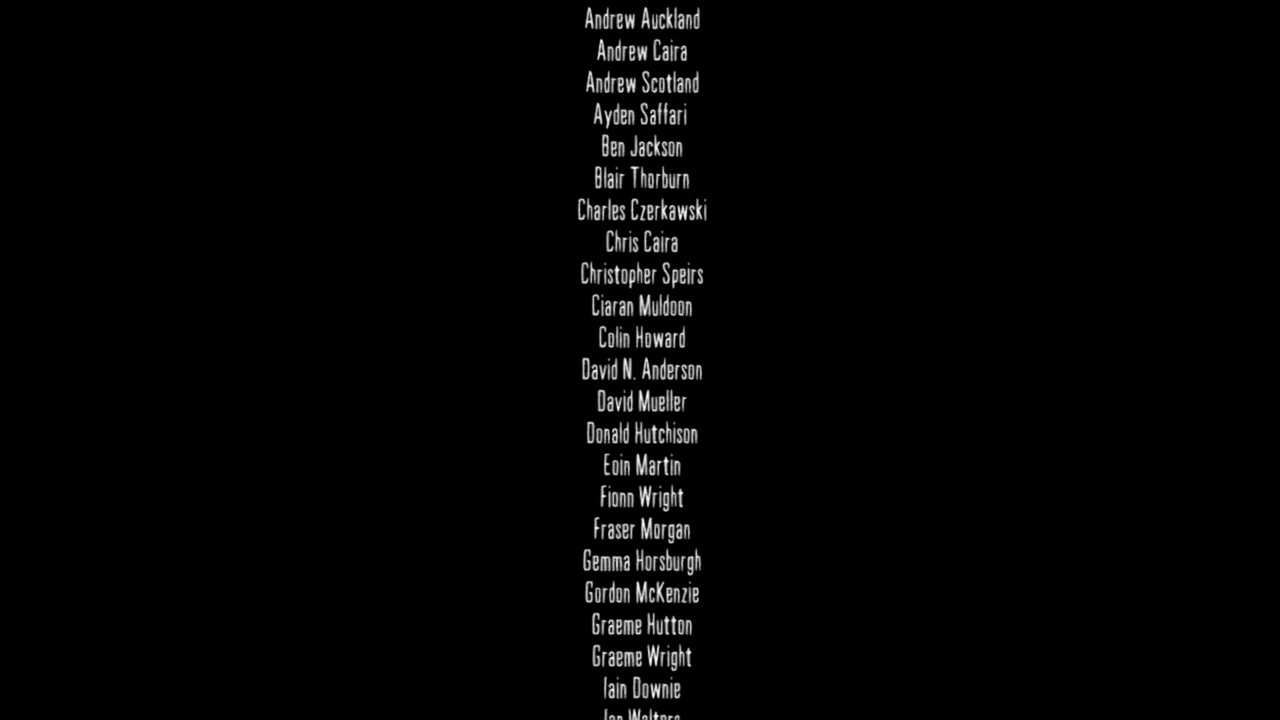 Andrew Auckland
Andrew Caira
Andrew Scotland
Ayden Saffari
Ben Jackson
Blair Thorburn
Charles Czerkawski
Chris Caira
Christopher Speirs
Ciaran Muldoon
Colin Howard
David N. Anderson
David Mueller
Donald Hutchison
Eoin Martin
Fionn Wright
Fraser Morgan
Gemma Horsburgh
Gordon McKenzie
Graeme Hutton
Graeme Wright
Iain Downie